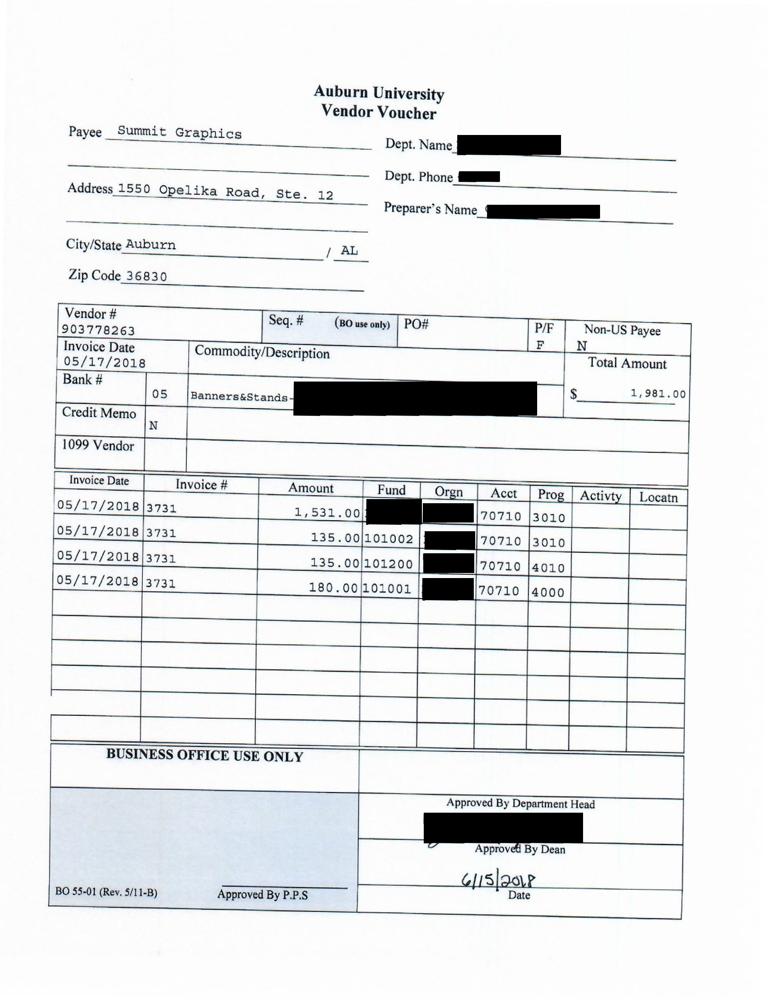 Auburn University
Vendor Voucher
Payee Summit Graphics
Dept. Name
Dept. Phone
Address 1550 Opelika Road, Ste. 12
Preparer's Name
City/State Auburn / AL
Zip Code 36830
Vendor # Seq. # (BO use only) PO# P/F Non-US Payee
903778263 F N
Invoice Date Commodity/Description Total Amount
05/17/2018
Bank # 05 Banners&Stands- $ 1,981.00
Credit Memo N
1099 Vendor
Invoice Date Invoice # Amount Fund Orgn Acct Prog Activty Locatn
05/17/2018 3731 1,531.00 70710 3010
05/17/2018 3731 135.00 101002 70710 3010
05/17/2018 3731 135.00 101200 70710 4010
05/17/2018 3731 180.00 101001 70710 4000
BUSINESS OFFICE USE ONLY
Approved By Department Head
Approved By Dean
6/15/2018
BO 55-01 (Rev. 5/11-B) Approved By P.P.S Date